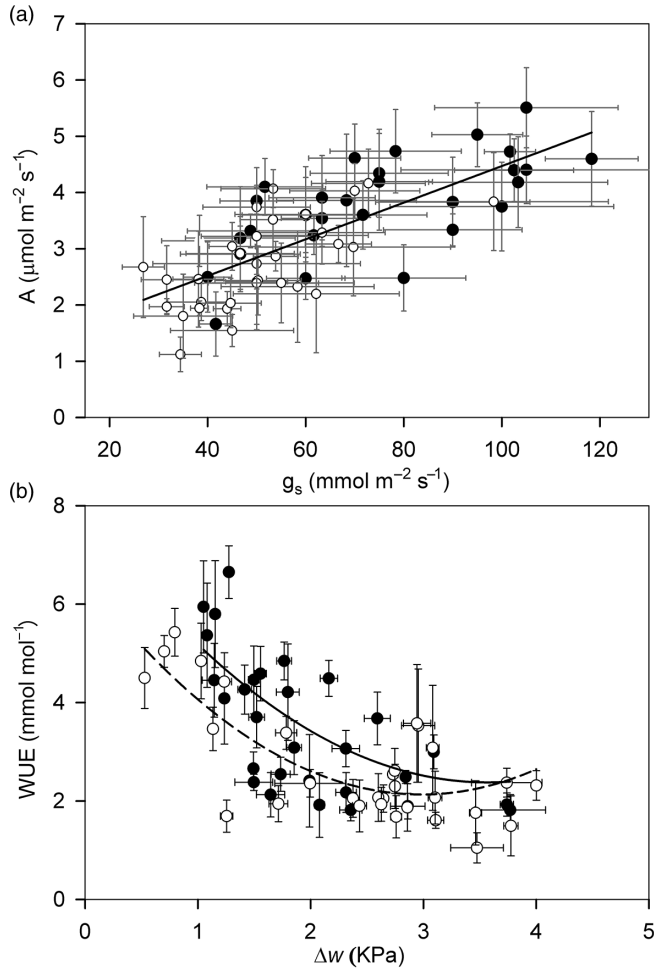 (a)
7
6
5
4
3
2
1
0
A (μmol m⁻² s⁻¹)
20 40 60 80 100 120
gₛ (mmol m⁻² s⁻¹)
(b)
8
6
4
2
0
WUE (mmol mol⁻¹)
0 1 2 3 4 5
Δw (KPa)